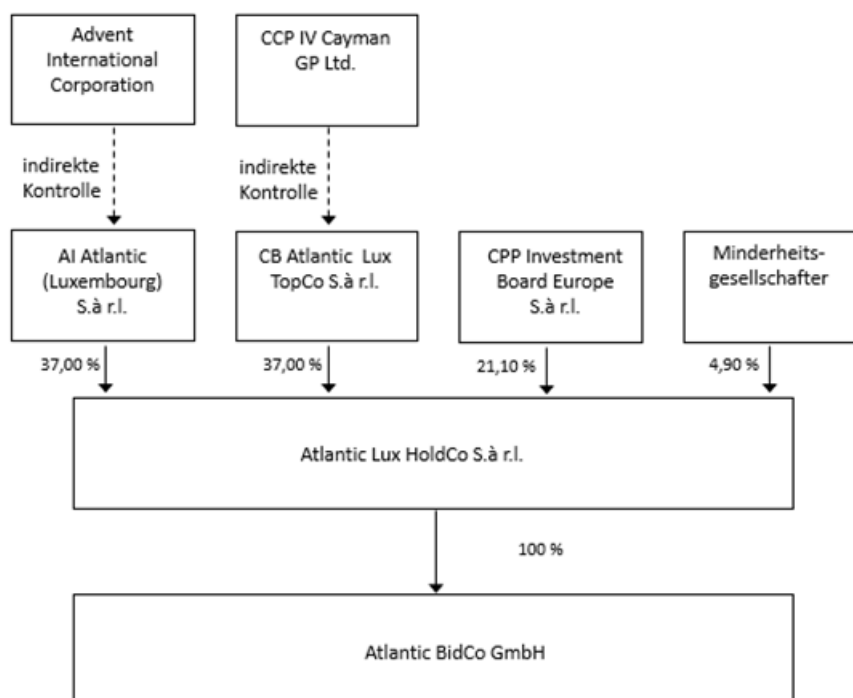 Advent
International
Corporation
CCP IV Cayman
GP Ltd.
indirekte
Kontrolle
indirekte
Kontrolle
AI Atlantic
(Luxembourg)
S.à r.l.
CB Atlantic Lux
TopCo S.à r.l.
CPP Investment
Board Europe
S.à r.l.
Minderheits-
gesellschafter
37,00 %
37,00 %
21,10 %
4,90 %
Atlantic Lux HoldCo S.à r.l.
100 %
Atlantic BidCo GmbH